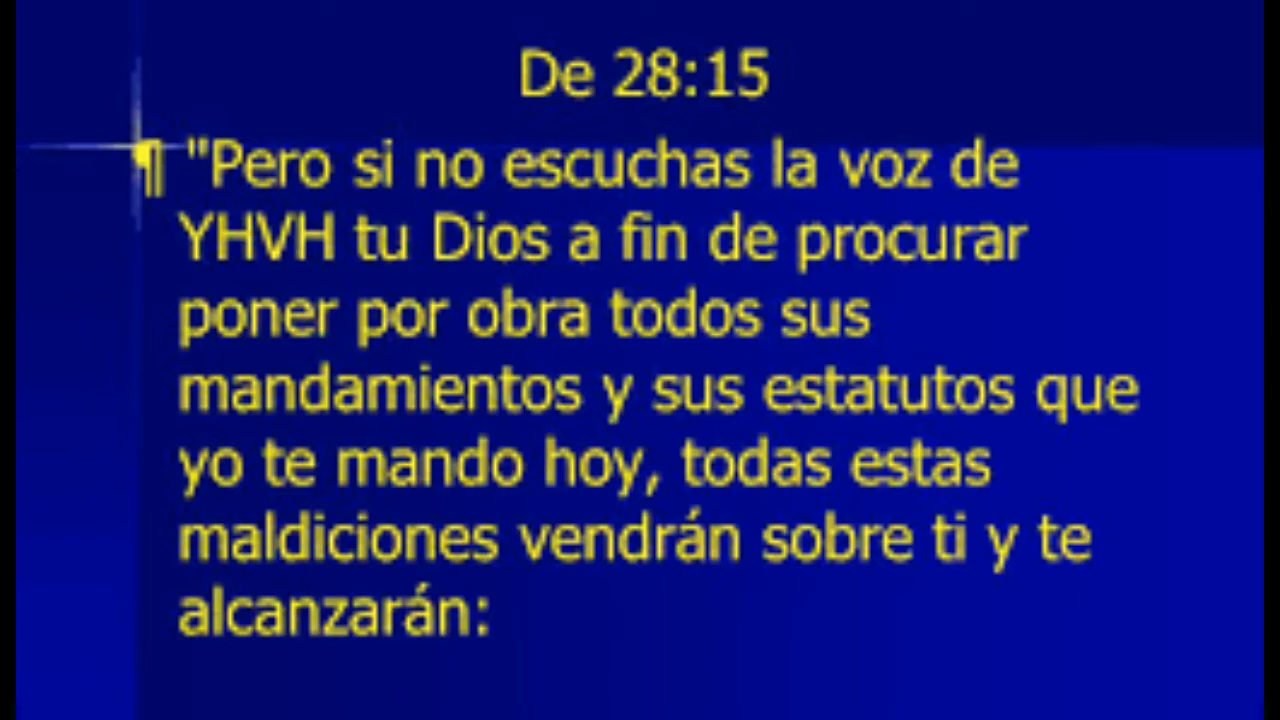 De 28:15
¶ "Pero si no escuchas la voz de
YHVH tu Dios a fin de procurar
poner por obra todos sus
mandamientos y sus estatutos que
yo te mando hoy, todas estas
maldiciones vendrán sobre ti y te
alcanzarán: